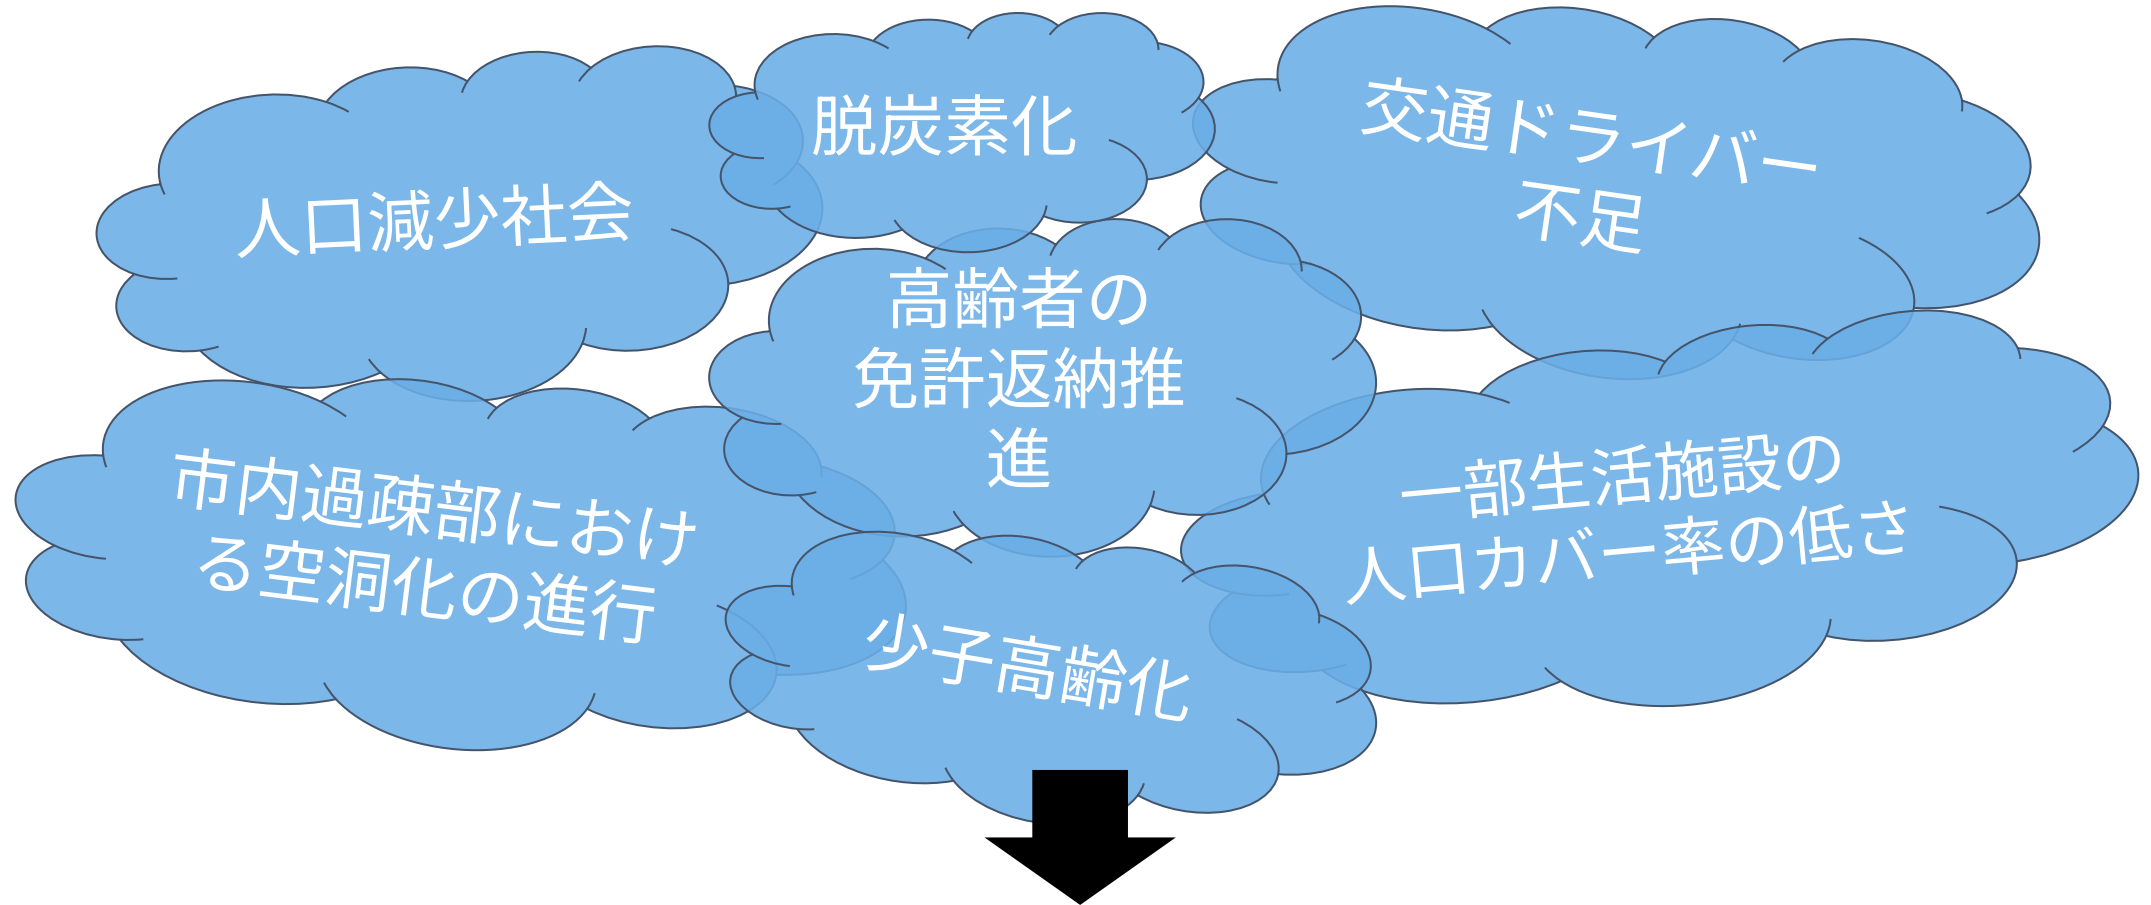 人口減少社会
脱炭素化
交通ドライバー
不足
高齢者の
免許返納推
進
市内過疎部におけ
る空洞化の進行
一部生活施設の
人口カバー率の低さ
少子高齢化